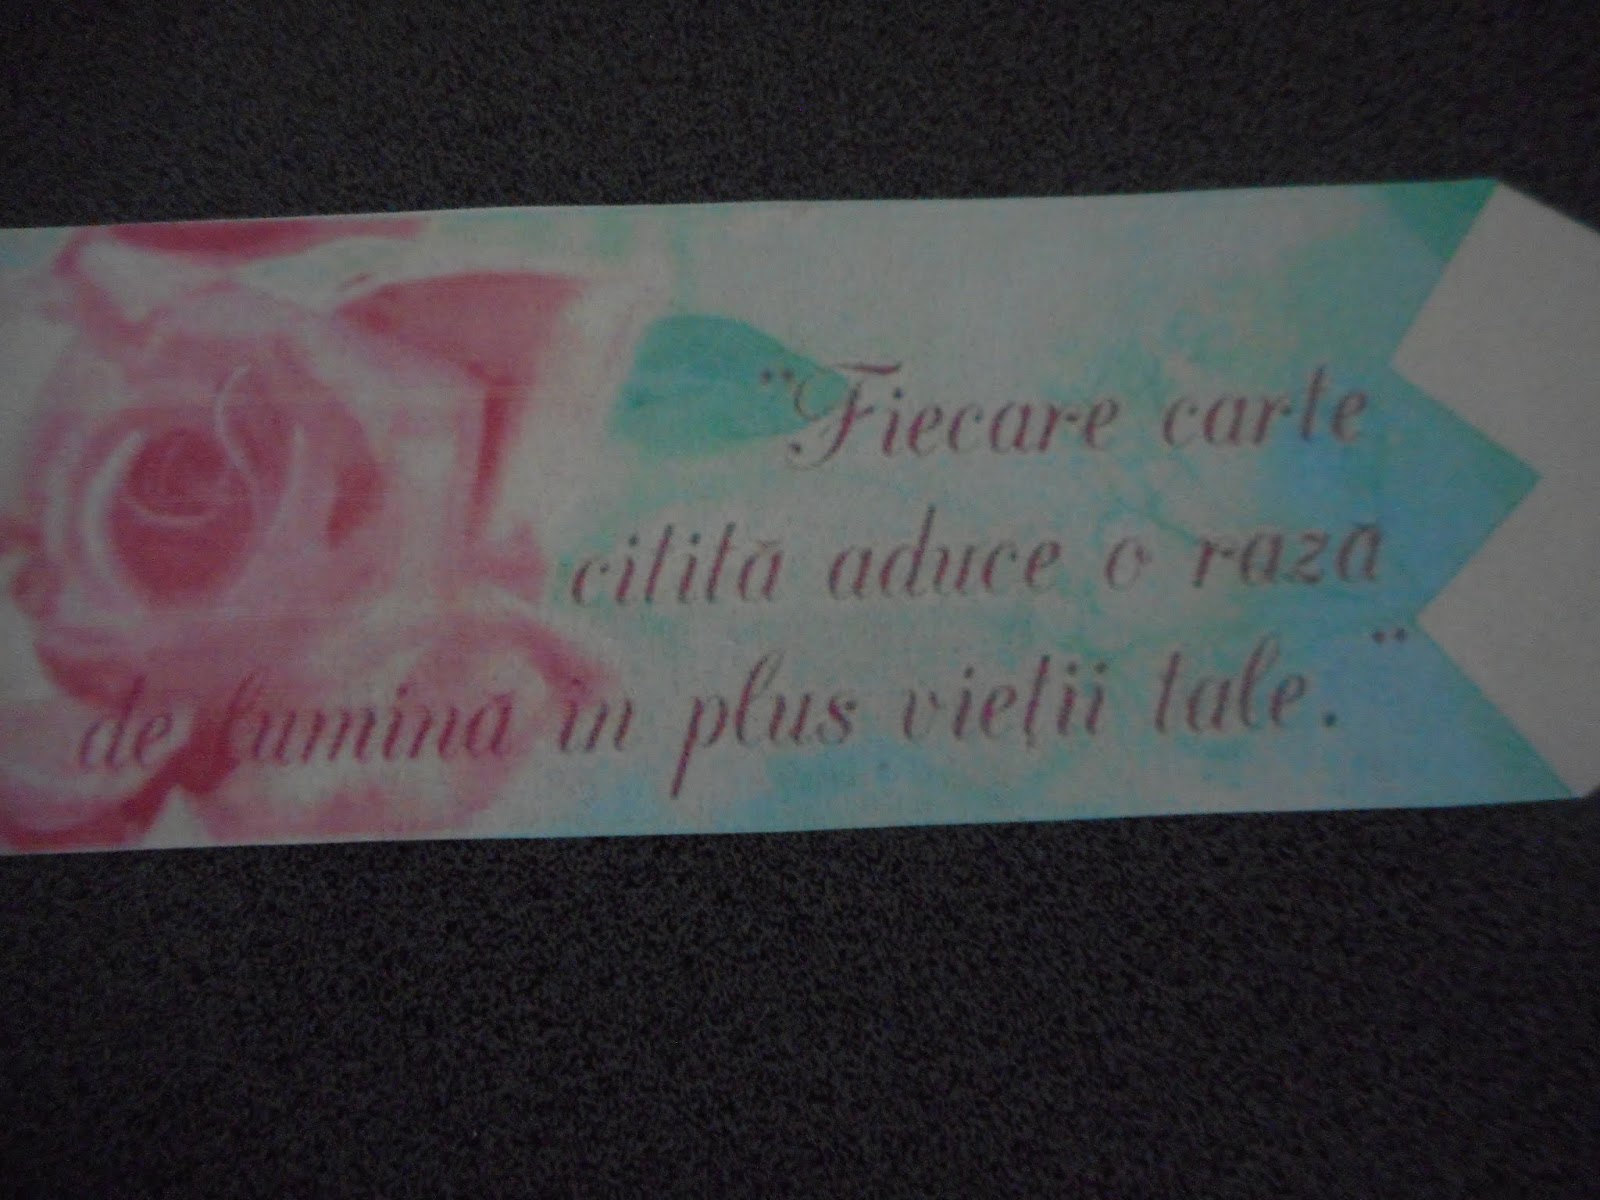 "Fiecare carte
citită aduce o rază
de lumină în plus vieții tale."